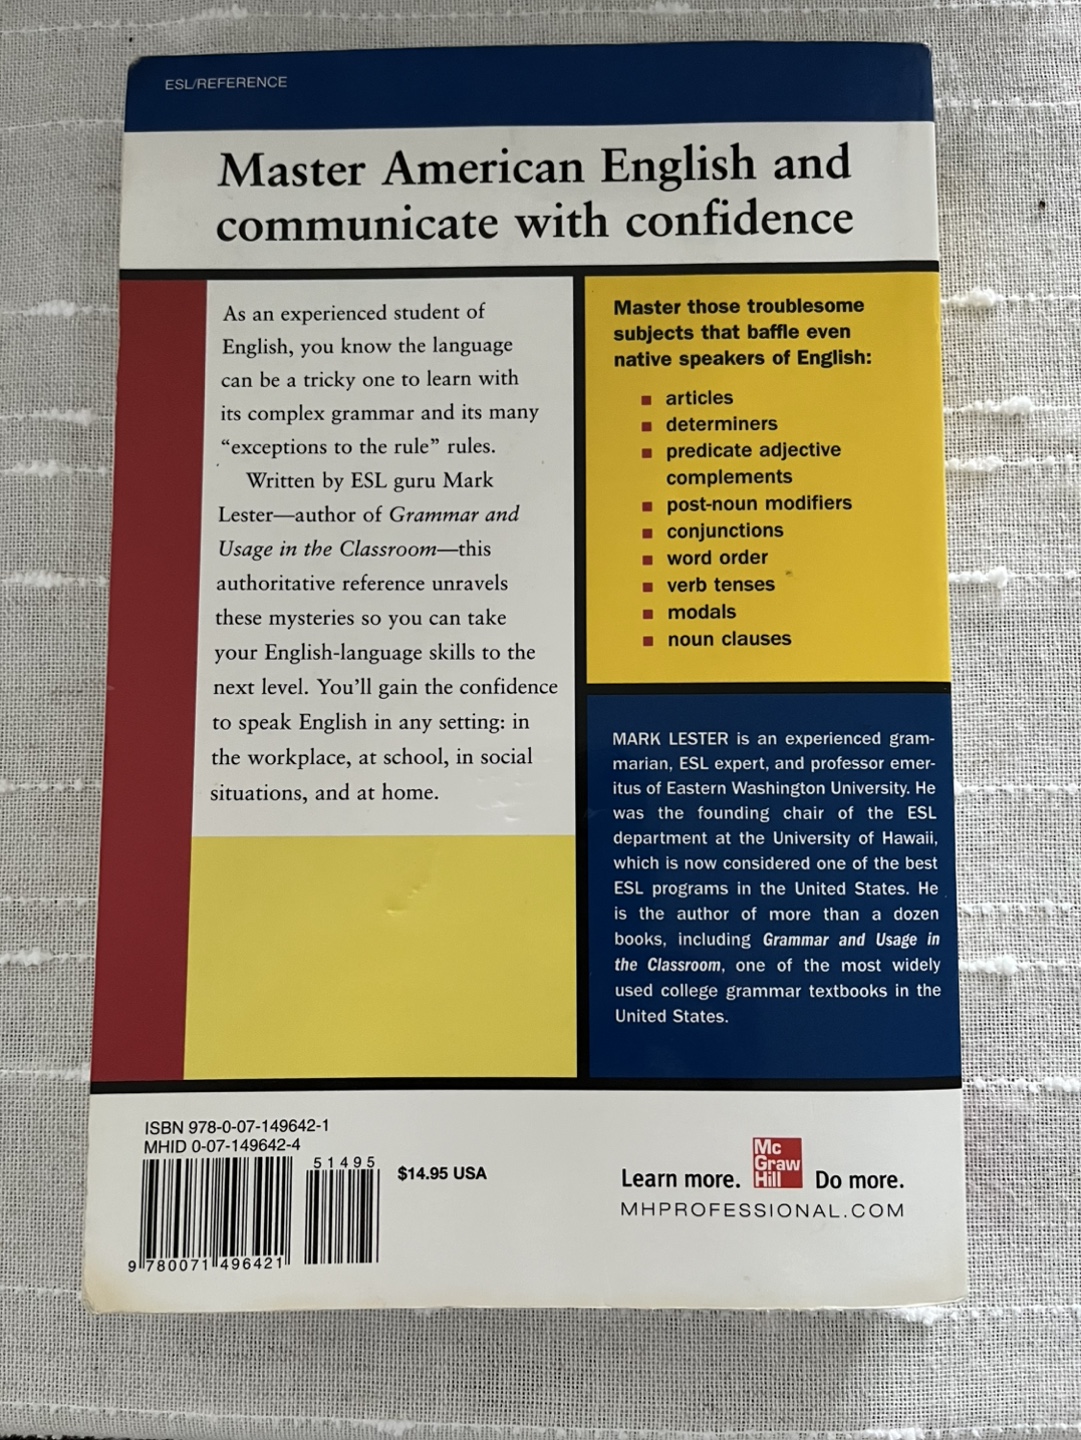 ESL/REFERENCE
Master American English and
communicate with confidence
As an experienced student of
English, you know the language
can be a tricky one to learn with
its complex grammar and its many
“exceptions to the rule” rules.
Written by ESL guru Mark
Lester—author of Grammar and
Usage in the Classroom—this
authoritative reference unravels
these mysteries so you can take
your English-language skills to the
next level. You’ll gain the confidence
to speak English in any setting: in
the workplace, at school, in social
situations, and at home.
Master those troublesome
subjects that baffle even
native speakers of English:
■ articles
■ determiners
■ predicate adjective
complements
■ post-noun modifiers
■ conjunctions
■ word order
■ verb tenses
■ modals
■ noun clauses
MARK LESTER is an experienced gram-
marian, ESL expert, and professor emer-
itus of Eastern Washington University. He
was the founding chair of the ESL
department at the University of Hawaii,
which is now considered one of the best
ESL programs in the United States. He
is the author of more than a dozen
books, including Grammar and Usage in
the Classroom, one of the most widely
used college grammar textbooks in the
United States.
ISBN 978-0-07-149642-1
MHID 0-07-149642-4
51495
9 780071 496421
$14.95 USA
Learn more. Mc
Graw
Hill Do more.
MHPROFESSIONAL.COM